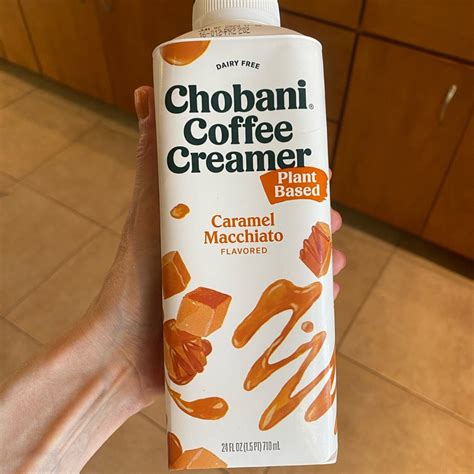 DAIRY FREE
Chobani®
Coffee
Creamer
Plant
Based
Caramel
Macchiato
FLAVORED
24 FL OZ (1.5 PT) 710 mL